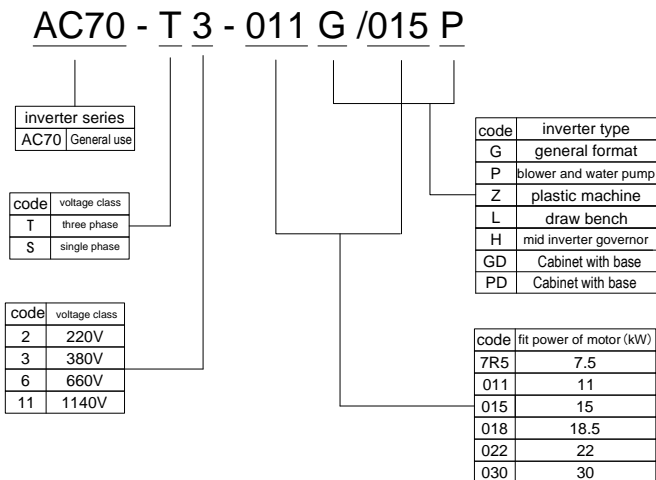 AC70 - T 3 - 011 G /015 P
inverter series
AC70 General use
code voltage class
T three phase
S single phase
code voltage class
2 220V
3 380V
6 660V
11 1140V
code inverter type
G general format
P blower and water pump
Z plastic machine
L draw bench
H mid inverter governor
GD Cabinet with base
PD Cabinet with base
code fit power of motor(kW)
7R5 7.5
011 11
015 15
018 18.5
022 22
030 30